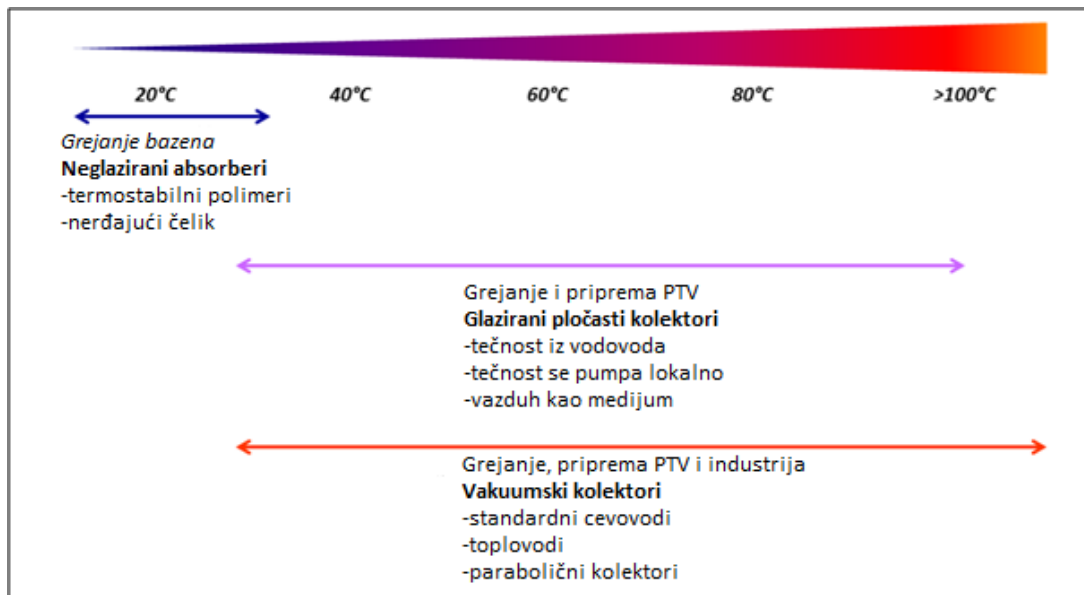 20°C 40°C 60°C 80°C >100°C
Grejanje bazena
Neglazirani absorberi
-termostabilni polimeri
-nerđajući čelik
Grejanje i priprema PTV
Glazirani pločasti kolektori
-tečnost iz vodovoda
-tečnost se pumpa lokalno
-vazduh kao medijum
Grejanje, priprema PTV i industrija
Vakuumski kolektori
-standardni cevovodi
-toplovodi
-parabolični kolektori